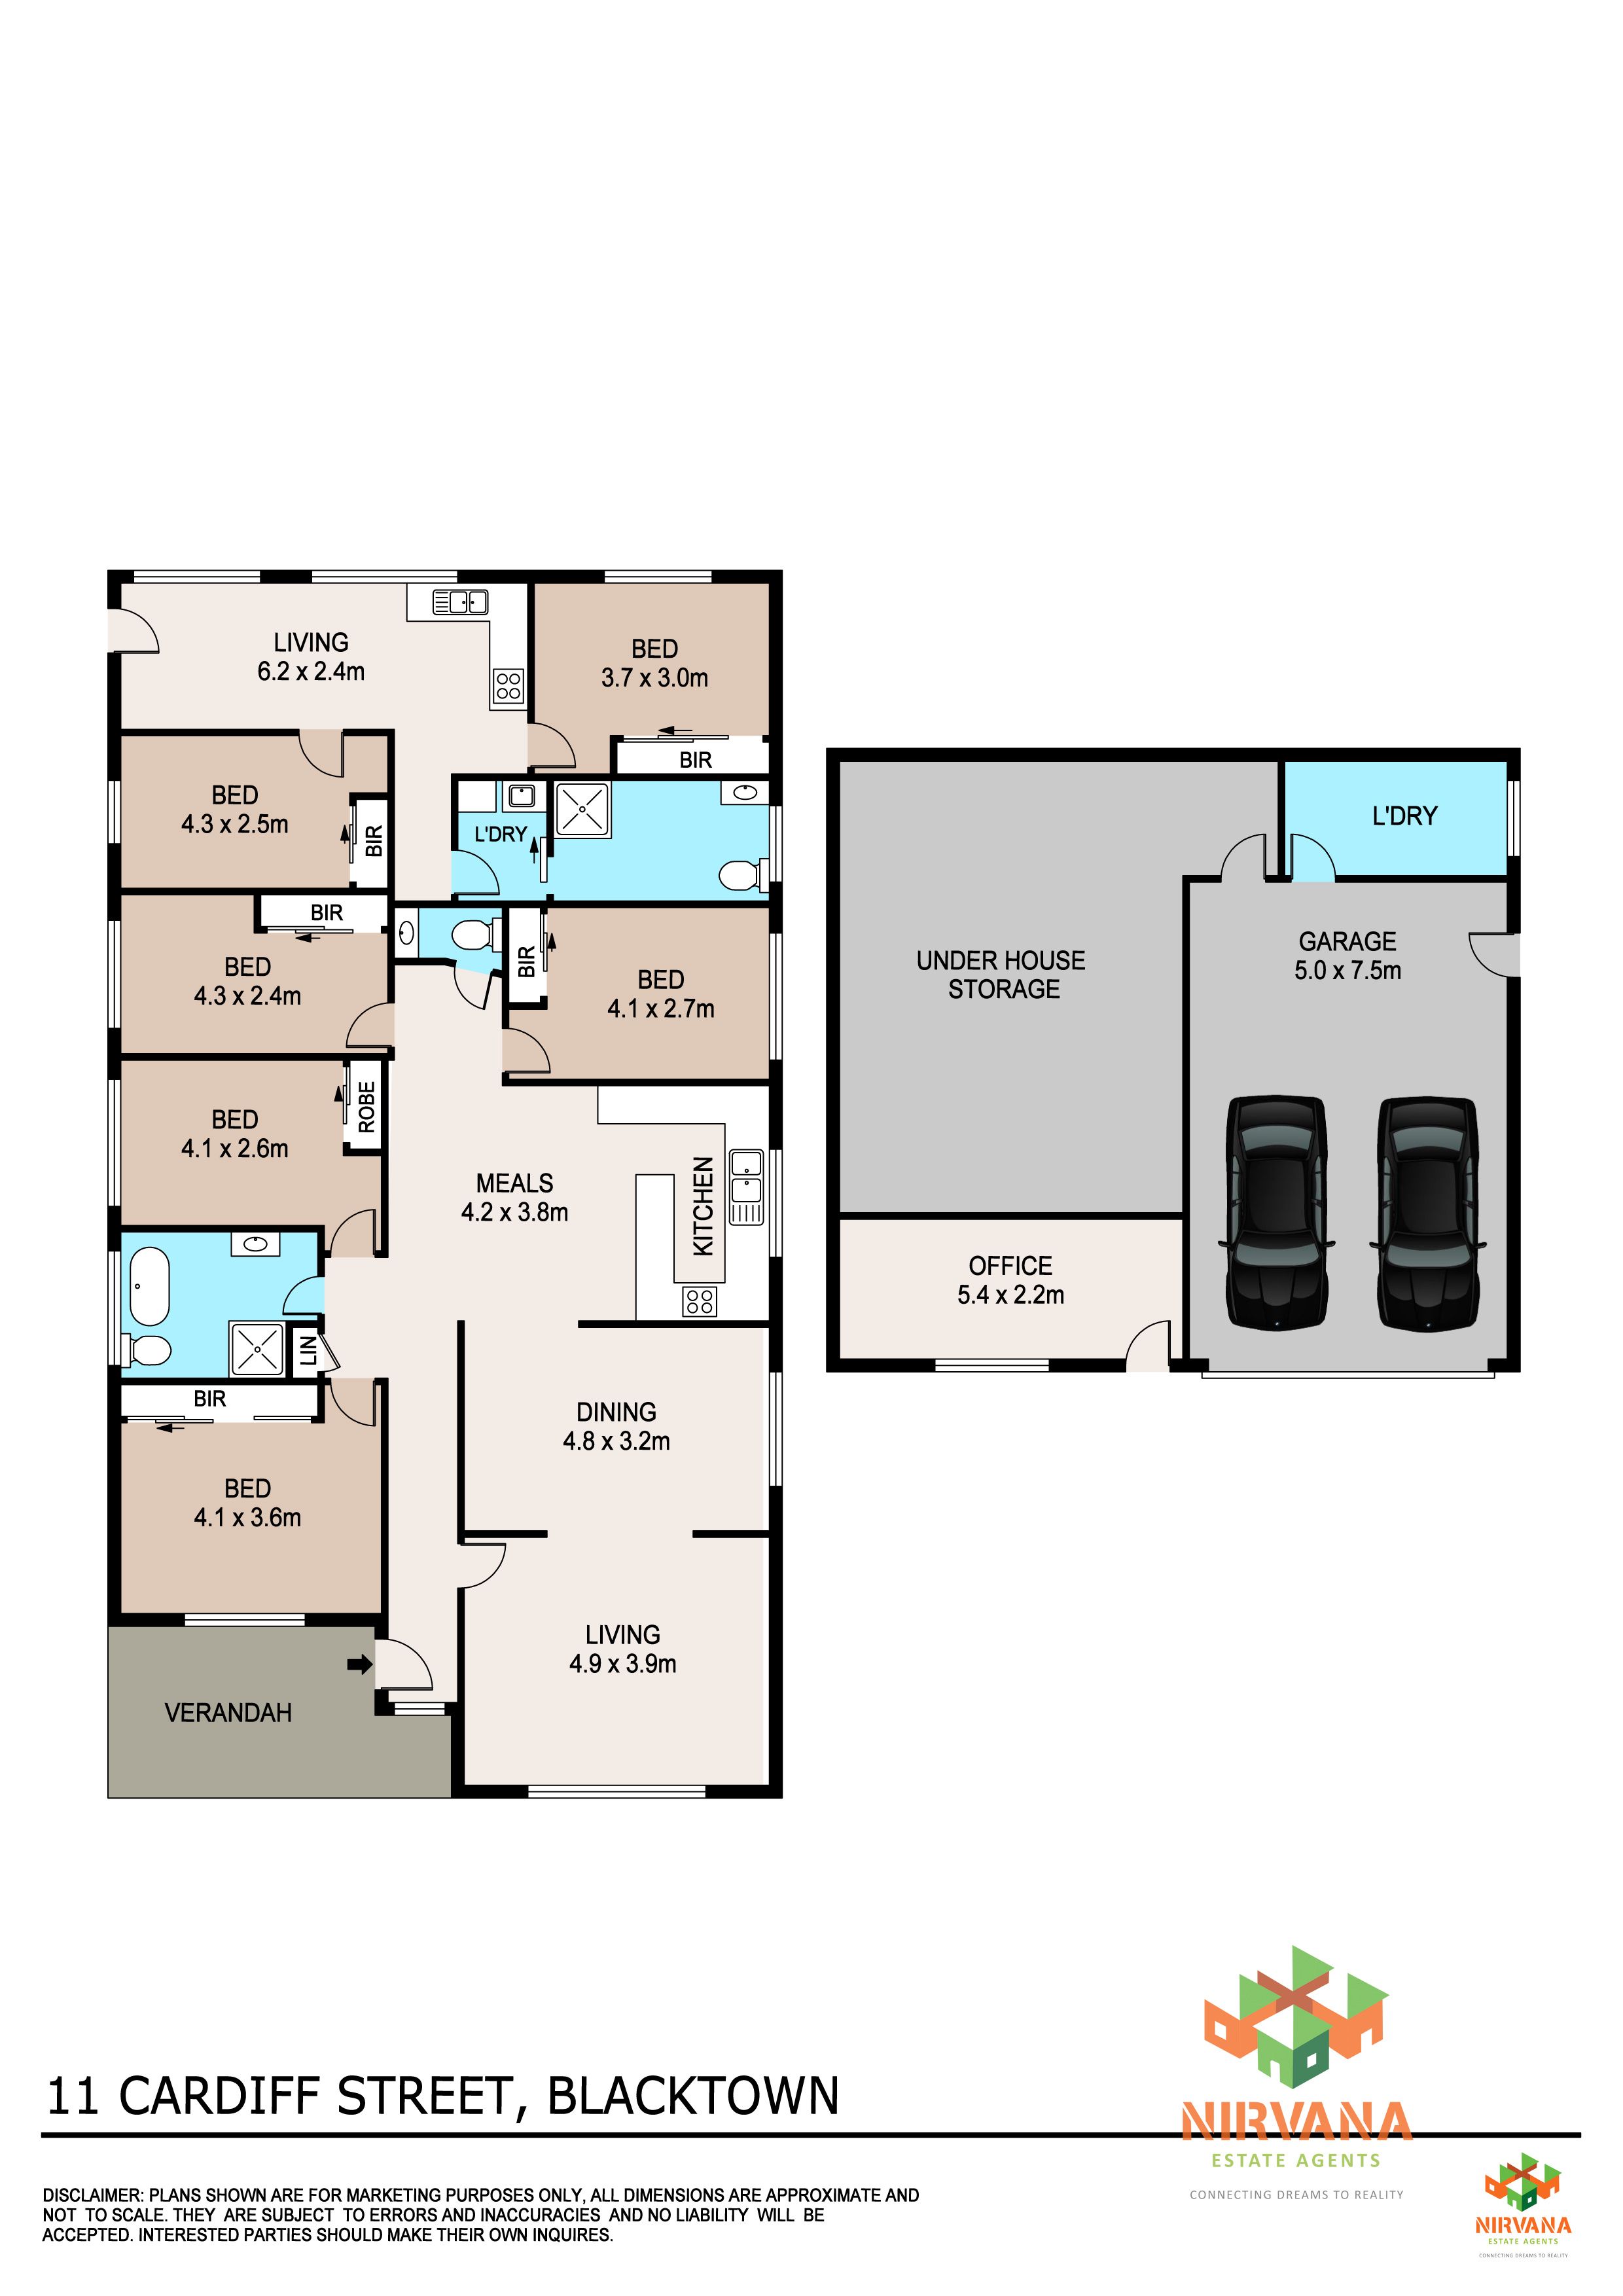 LIVING
6.2 x 2.4m
BED
3.7 x 3.0m
BIR
BED
4.3 x 2.5m
BIR
L'DRY
BIR
BED
4.3 x 2.4m
BIR
BED
4.1 x 2.7m
BED
4.1 x 2.6m
ROBE
MEALS
4.2 x 3.8m
KITCHEN
LIN
BIR
BED
4.1 x 3.6m
DINING
4.8 x 3.2m
LIVING
4.9 x 3.9m
VERANDAH
L'DRY
UNDER HOUSE
STORAGE
GARAGE
5.0 x 7.5m
OFFICE
5.4 x 2.2m
11 CARDIFF STREET, BLACKTOWN
NIRVANA
ESTATE AGENTS
CONNECTING DREAMS TO REALITY
DISCLAIMER: PLANS SHOWN ARE FOR MARKETING PURPOSES ONLY, ALL DIMENSIONS ARE APPROXIMATE AND
NOT TO SCALE. THEY ARE SUBJECT TO ERRORS AND INACCURACIES AND NO LIABILITY WILL BE
ACCEPTED. INTERESTED PARTIES SHOULD MAKE THEIR OWN INQUIRES.
NIRVANA
ESTATE AGENTS
CONNECTING DREAMS TO REALITY